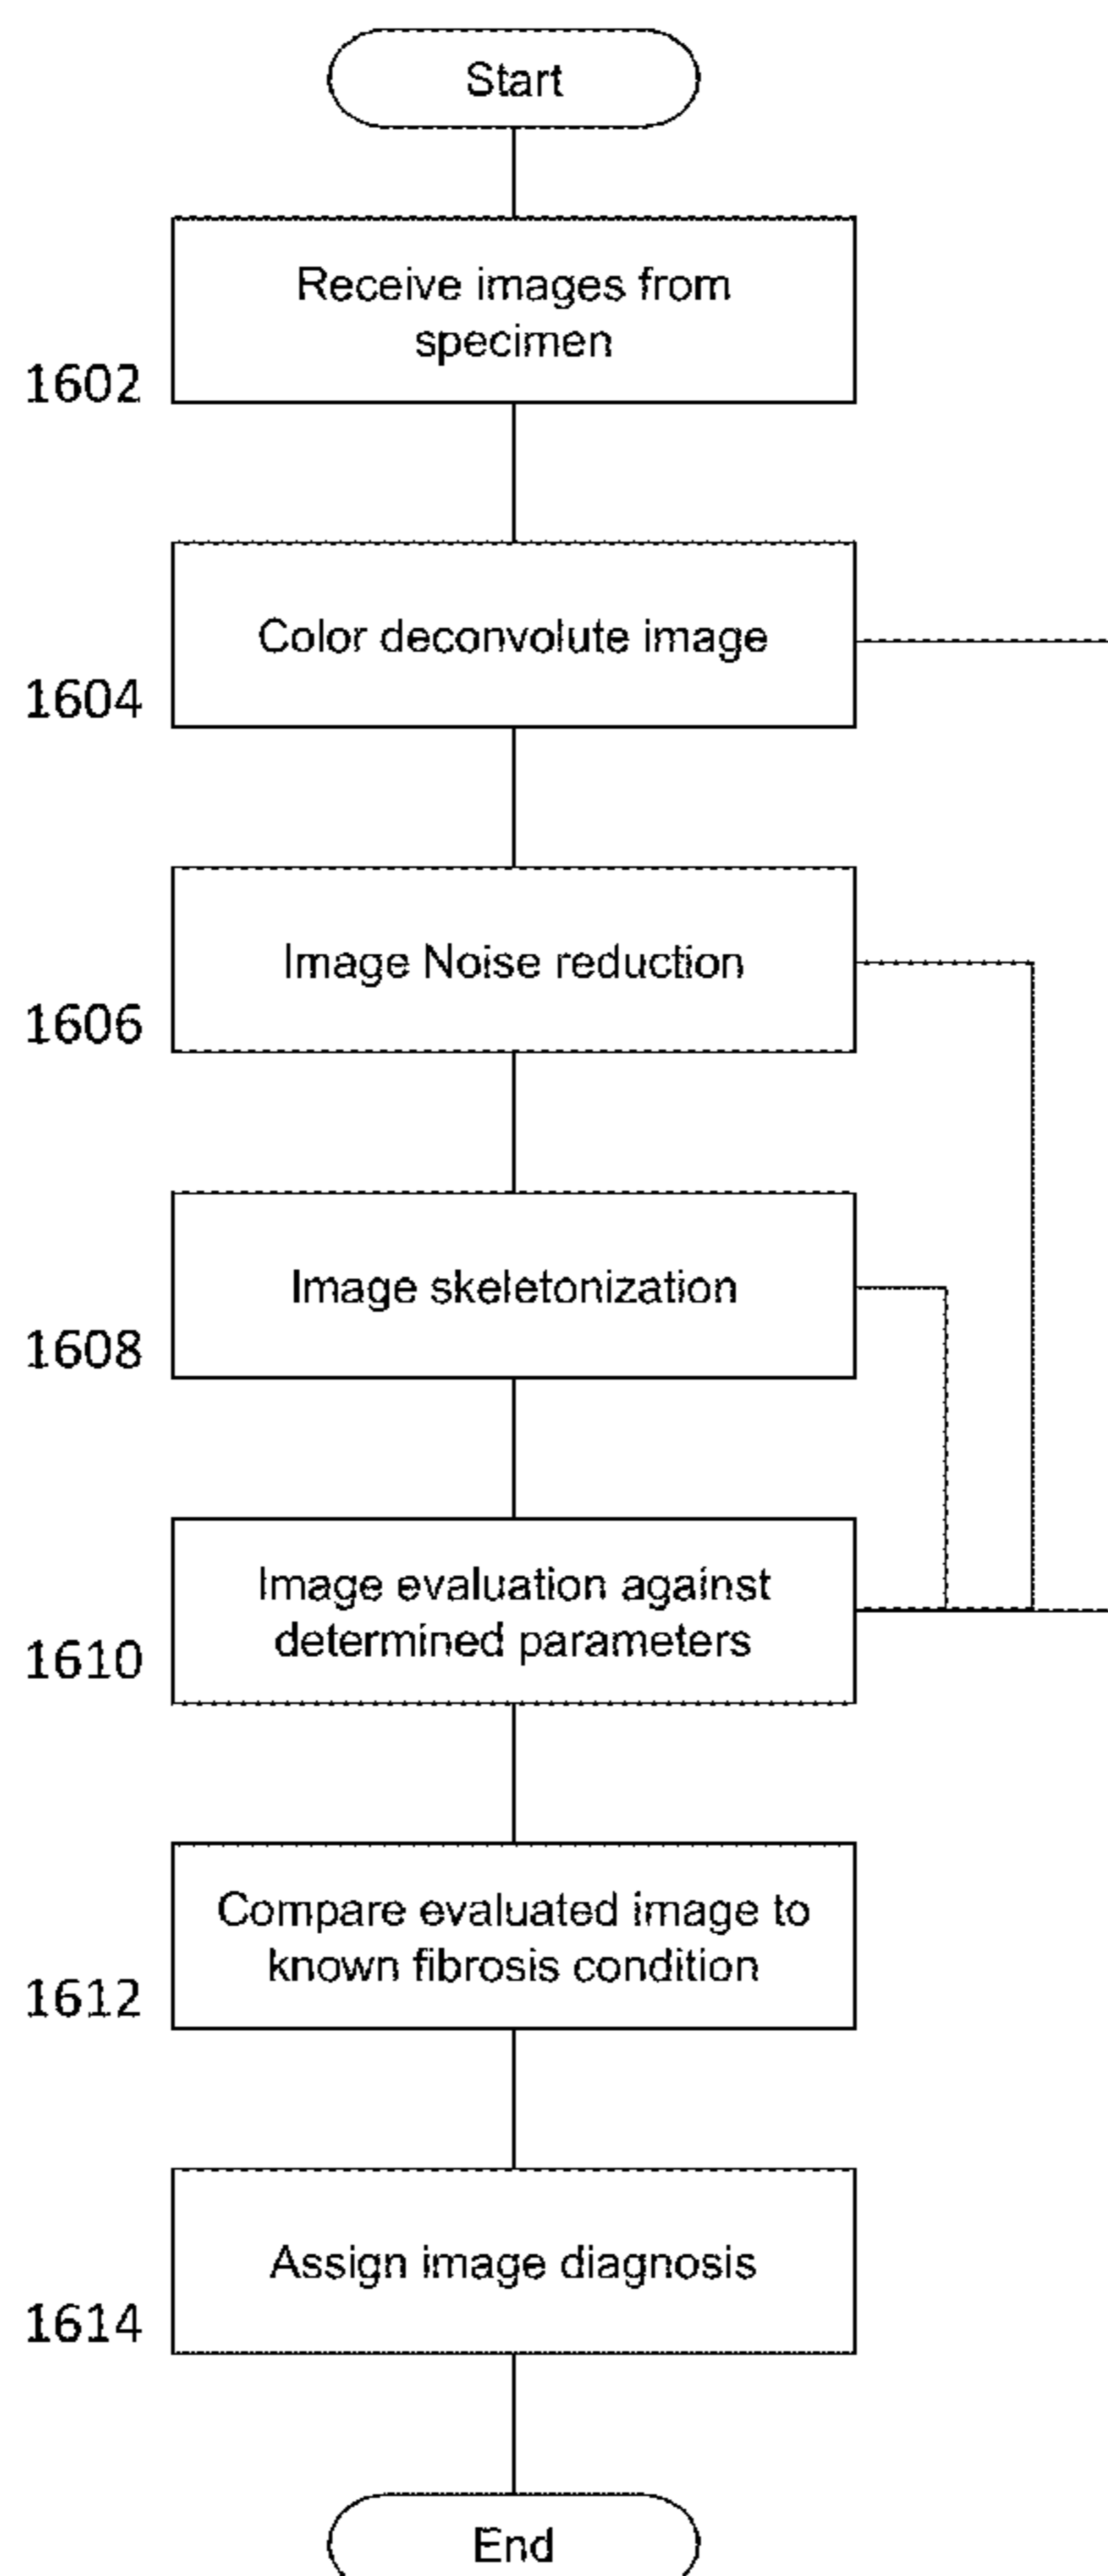 Start
Receive images from
specimen
1602
Color deconvolute image
1604
Image Noise reduction
1606
Image skeletonization
1608
Image evaluation against
determined parameters
1610
Compare evaluated image to
known fibrosis condition
1612
Assign image diagnosis
1614
End